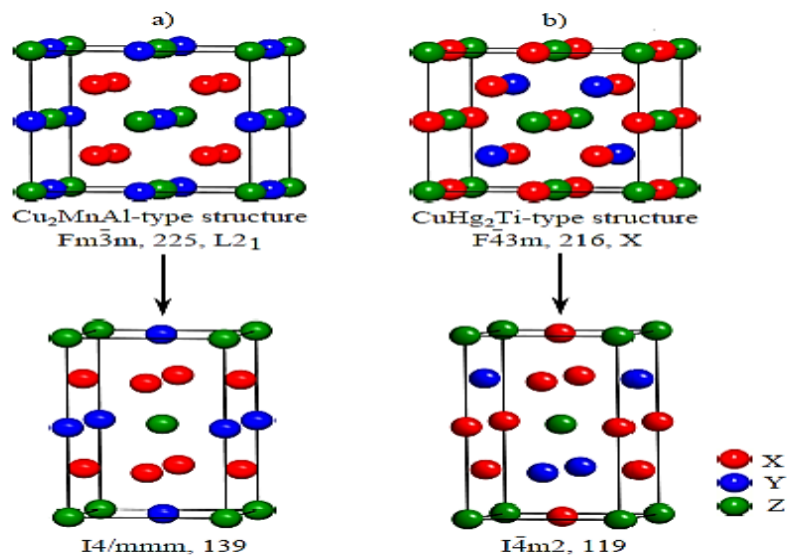 a)
b)
Cu₂MnAl-type structure
Fm3̄m, 225, L2₁
CuHg₂Ti-type structure
F4̄3m, 216, X
X
Y
Z
I4/mmm, 139
I4̄m2, 119